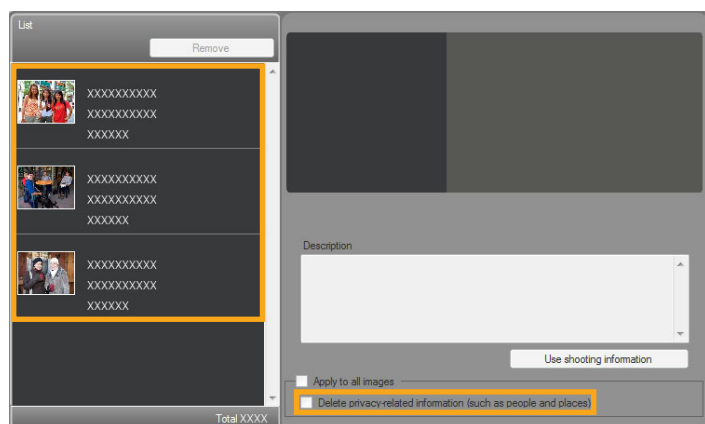 List
Remove
XXXXXXXXXX
XXXXXXXXXX
XXXXXX
XXXXXXXXXX
XXXXXXXXXX
XXXXXX
XXXXXXXXXX
XXXXXXXXXX
XXXXXX
Total XXXX
Description
Use shooting information
Apply to all images
Delete privacy-related information (such as people and places)